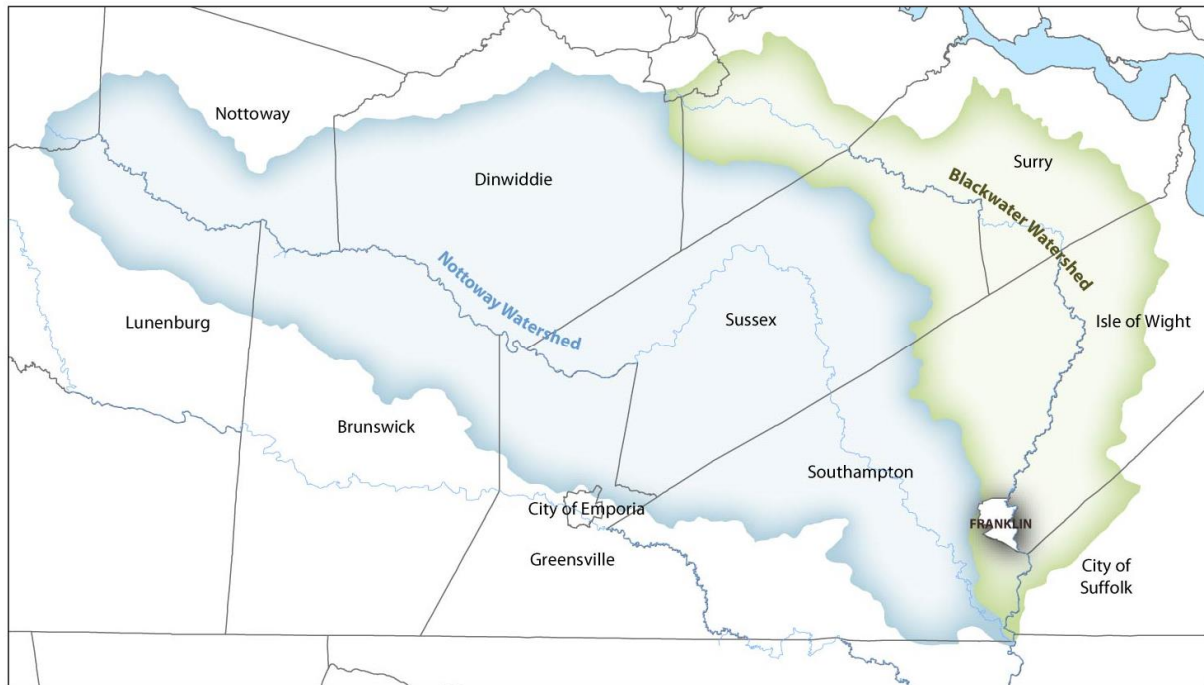 Nottoway
Surry
Dinwiddie
Blackwater Watershed
Nottoway Watershed
Lunenburg
Sussex
Isle of Wight
Brunswick
Southampton
City of Emporia
FRANKLIN
Greensville
City of
Suffolk